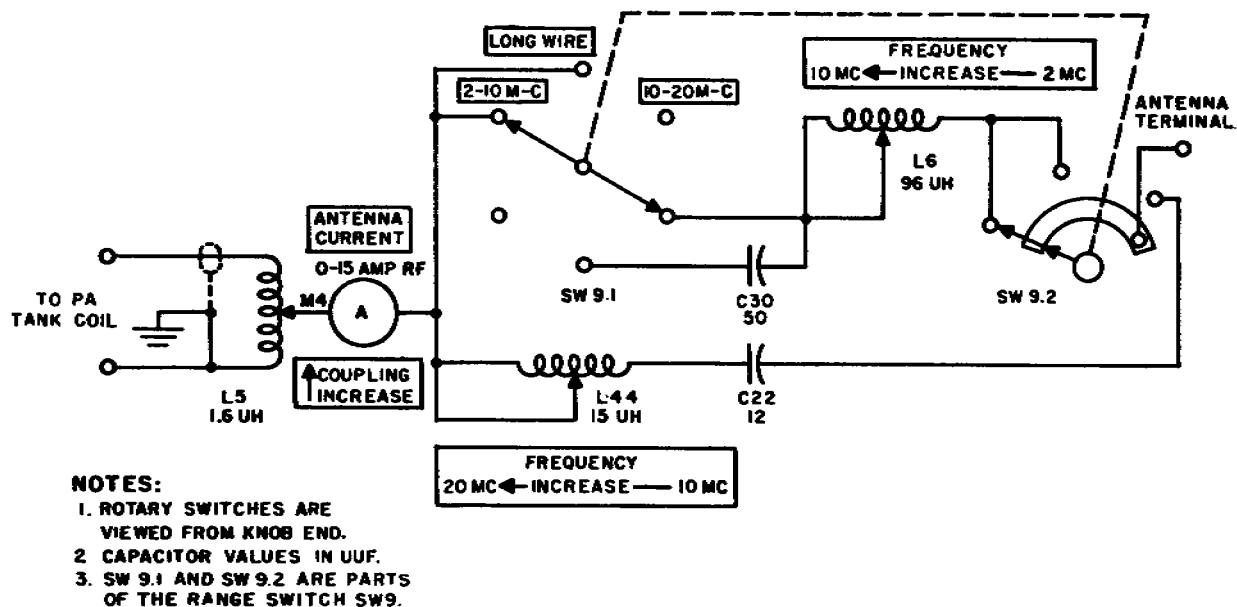 LONG WIRE
2-10 M-C
10-20M-C
FREQUENCY
10 MC INCREASE 2 MC
ANTENNA
TERMINAL
L6
96 UH
ANTENNA
CURRENT
0-15 AMP RF
TO PA
TANK COIL
M4
A
SW 9.1
C30
50
SW 9.2
L5
1.6 UH
COUPLING
INCREASE
L44
15 UH
C22
12
FREQUENCY
20 MC INCREASE 10 MC
NOTES:
1. ROTARY SWITCHES ARE
VIEWED FROM KNOB END.
2 CAPACITOR VALUES IN UUF.
3. SW 9.1 AND SW 9.2 ARE PARTS
OF THE RANGE SWITCH SW9.